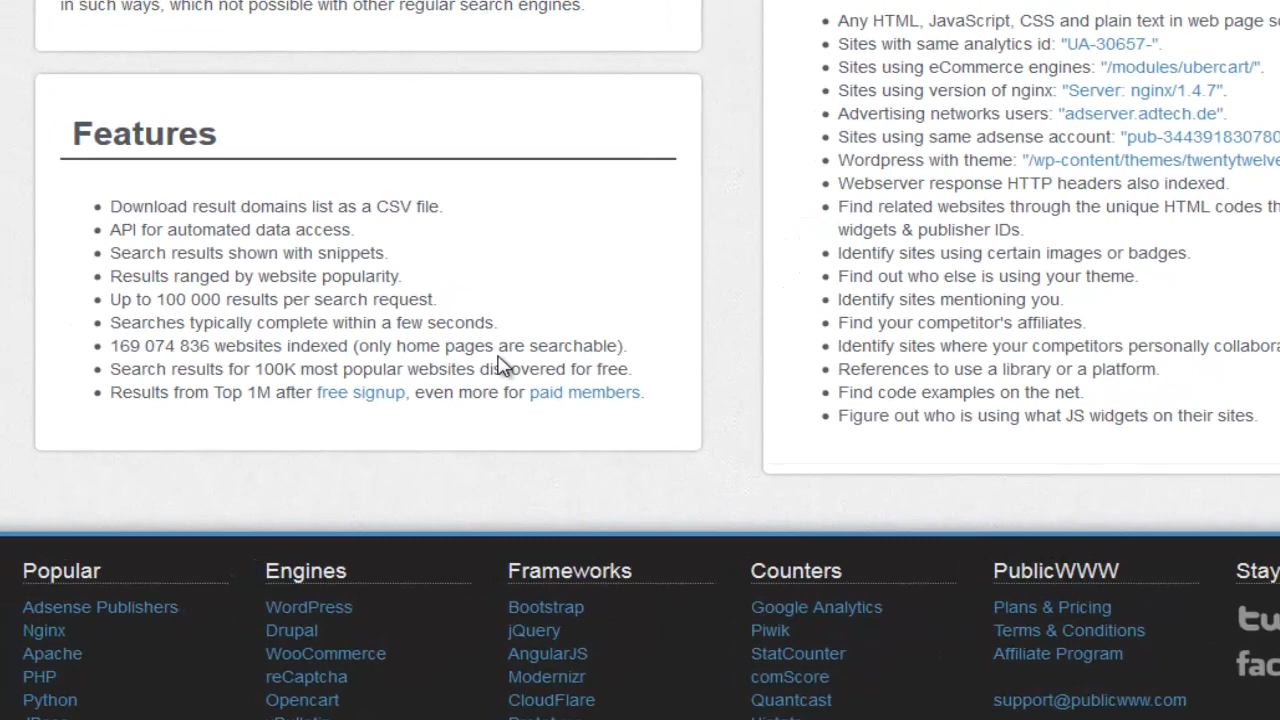 in such ways, which not possible with other regular search engines.
Features
Download result domains list as a CSV file.
API for automated data access.
Search results shown with snippets.
Results ranged by website popularity.
Up to 100 000 results per search request.
Searches typically complete within a few seconds.
169 074 836 websites indexed (only home pages are searchable).
Search results for 100K most popular websites discovered for free.
Results from Top 1M after free signup, even more for paid members.
Any HTML, JavaScript, CSS and plain text in web page
Sites with same analytics id: "UA-30657-".
Sites using eCommerce engines: "/modules/ubercart/".
Sites using version of nginx: "Server: nginx/1.4.7".
Advertising networks users: "adserver.adtech.de".
Sites using same adsense account: "pub-344391830780
Wordpress with theme: "/wp-content/themes/twentytwelve
Webserver response HTTP headers also indexed.
Find related websites through the unique HTML codes
widgets & publisher IDs.
Identify sites using certain images or badges.
Find out who else is using your theme.
Identify sites mentioning you.
Find your competitor's affiliates.
Identify sites where your competitors personally
References to use a library or a platform.
Find code examples on the net.
Figure out who is using what JS widgets on their sites.
Popular
Adsense Publishers
Nginx
Apache
PHP
Python
Engines
WordPress
Drupal
WooCommerce
reCaptcha
Opencart
Frameworks
Bootstrap
jQuery
AngularJS
Modernizr
CloudFlare
Counters
Google Analytics
Piwik
StatCounter
comScore
Quantcast
PublicWWW
Plans & Pricing
Terms & Conditions
Affiliate Program
support@publicwww.com
Stay